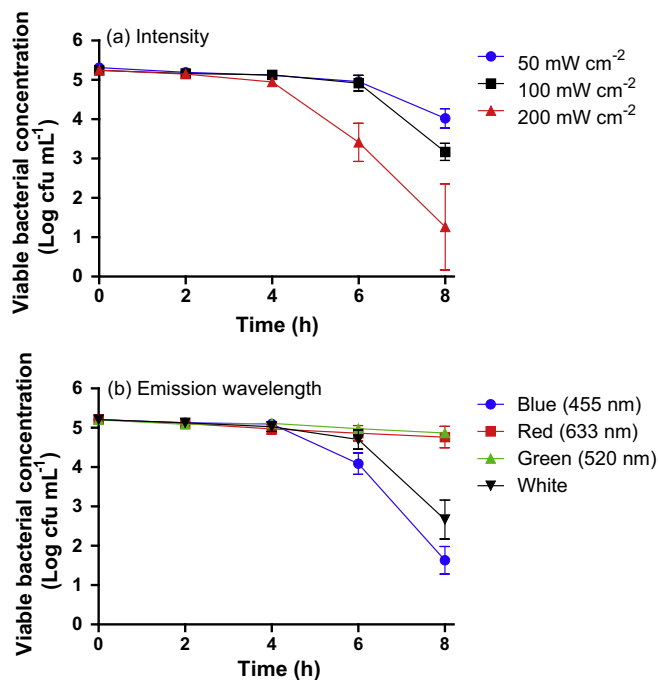 (a) Intensity
50 mW cm-2
100 mW cm-2
200 mW cm-2
Viable bacterial concentration
(Log cfu mL-1)
6
5
4
3
2
1
0
0 2 4 6 8
Time (h)
(b) Emission wavelength
Blue (455 nm)
Red (633 nm)
Green (520 nm)
White
Viable bacterial concentration
(Log cfu mL-1)
6
5
4
3
2
1
0
0 2 4 6 8
Time (h)